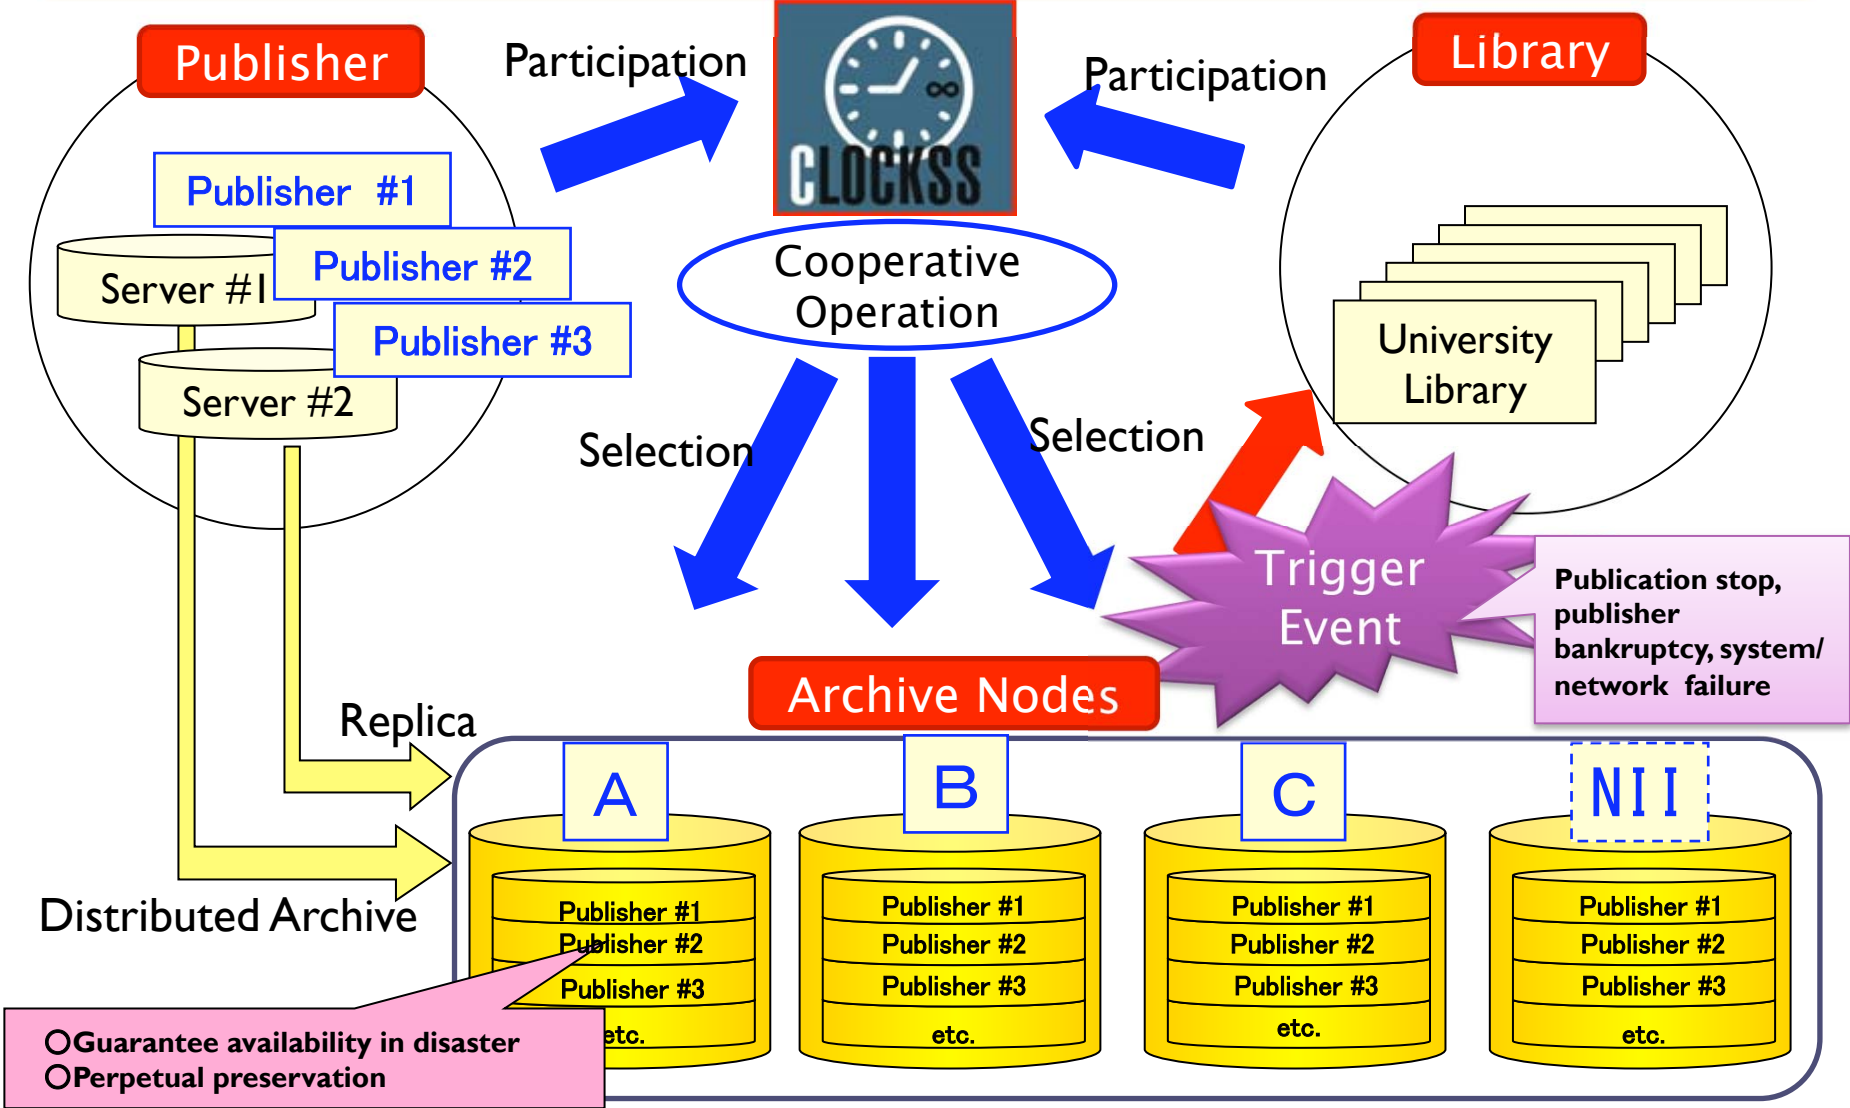 Publisher
Participation
CLOCKSS
∞
Participation
Library
Publisher #1
Publisher #2
Publisher #3
Server #1
Server #2
Cooperative
Operation
University
Library
Selection
Selection
Trigger
Event
Publication stop,
publisher
bankruptcy, system/
network failure
Archive Nodes
Replica
Distributed Archive
A
Publisher #1
Publisher #2
Publisher #3
etc.
B
Publisher #1
Publisher #2
Publisher #3
etc.
C
Publisher #1
Publisher #2
Publisher #3
etc.
NII
Publisher #1
Publisher #2
Publisher #3
etc.
○Guarantee availability in disaster
○Perpetual preservation